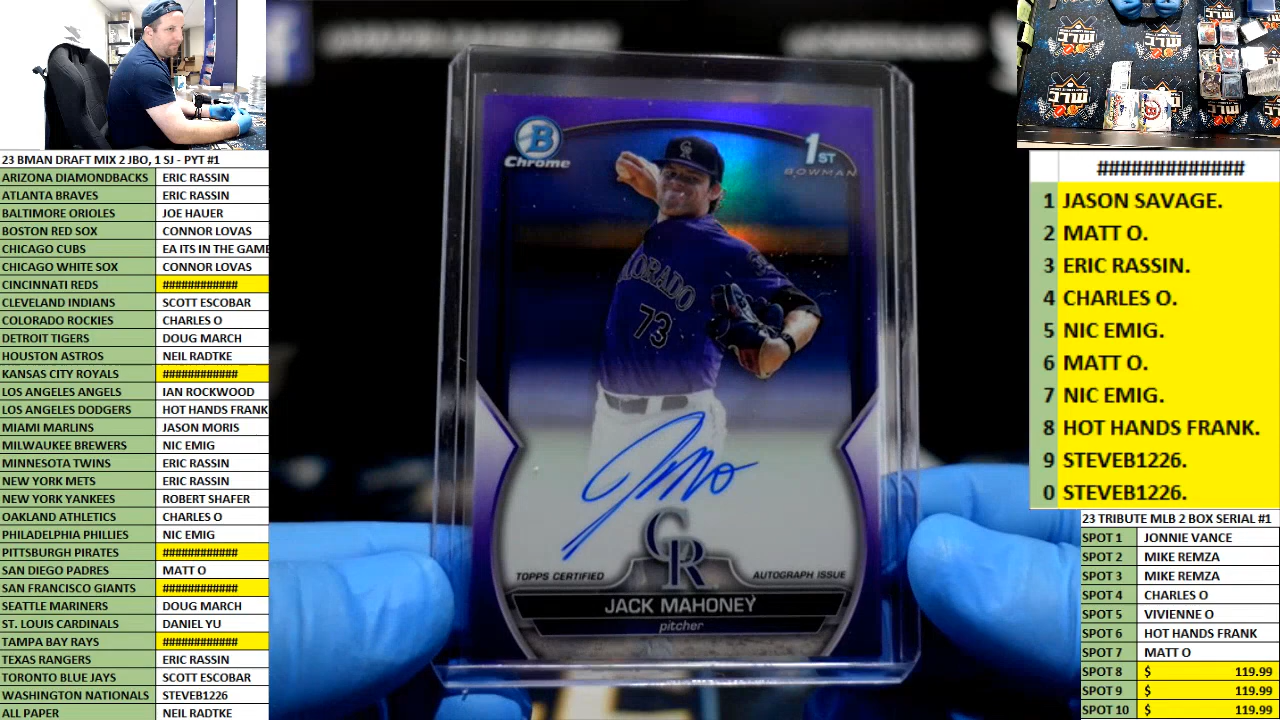 23 BMAN DRAFT MIX 2 JBO, 1 SJ - PYT #1
ARIZONA DIAMONDBACKS ERIC RASSIN
ATLANTA BRAVES ERIC RASSIN
BALTIMORE ORIOLES JOE HAUER
BOSTON RED SOX CONNOR LOVAS
CHICAGO CUBS EA ITS IN THE GAME
CHICAGO WHITE SOX CONNOR LOVAS
CINCINNATI REDS ############
CLEVELAND INDIANS SCOTT ESCOBAR
COLORADO ROCKIES CHARLES O
DETROIT TIGERS DOUG MARCH
HOUSTON ASTROS NEIL RADTKE
KANSAS CITY ROYALS ############
LOS ANGELES ANGELS IAN ROCKWOOD
LOS ANGELES DODGERS HOT HANDS FRANK
MIAMI MARLINS JASON MORIS
MILWAUKEE BREWERS NIC EMIG
MINNESOTA TWINS ERIC RASSIN
NEW YORK METS ERIC RASSIN
NEW YORK YANKEES ROBERT SHAFER
OAKLAND ATHLETICS CHARLES O
PHILADELPHIA PHILLIES NIC EMIG
PITTSBURGH PIRATES ############
SAN DIEGO PADRES MATT O
SAN FRANCISCO GIANTS ############
SEATTLE MARINERS DOUG MARCH
ST. LOUIS CARDINALS DANIEL YU
TAMPA BAY RAYS ############
TEXAS RANGERS ERIC RASSIN
TORONTO BLUE JAYS SCOTT ESCOBAR
WASHINGTON NATIONALS STEVEB1226
ALL PAPER NEIL RADTKE
B
Chrome
1ST
BOWMAN
CR
COLORADO
73
CR
TOPPS CERTIFIED AUTOGRAPH ISSUE
JACK MAHONEY
pitcher
##############
1 JASON SAVAGE.
2 MATT O.
3 ERIC RASSIN.
4 CHARLES O.
5 NIC EMIG.
6 MATT O.
7 NIC EMIG.
8 HOT HANDS FRANK.
9 STEVEB1226.
0 STEVEB1226.
23 TRIBUTE MLB 2 BOX SERIAL #1
SPOT 1 JONNIE VANCE
SPOT 2 MIKE REMZA
SPOT 3 MIKE REMZA
SPOT 4 CHARLES O
SPOT 5 VIVIENNE O
SPOT 6 HOT HANDS FRANK
SPOT 7 MATT O
SPOT 8 $ 119.99
SPOT 9 $ 119.99
SPOT 10 $ 119.99